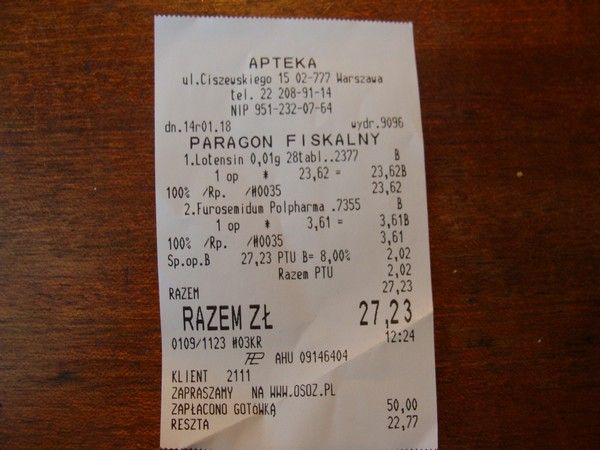 APTEKA
ul.Ciszewskiego 15 02-777 Warszawa
tel. 22 208-91-14
NIP 951-232-07-64
dn.14r01.18 wydr.9096
PARAGON FISKALNY
1.Lotensin 0,01g 28tabl..2377 B
1 op * 23,62 = 23,62B
100% /Rp. /#0035 23,62
2.Furosemidum Polpharma .7355 B
1 op * 3,61 = 3,61B
100% /Rp. /#0035 3,61
Sp.op.B 27,23 PTU B= 8,00% 2,02
Razem PTU 2,02
RAZEM 27,23
RAZEM ZŁ 27,23
0109/1123 #03KR 12:24
AHU 09146404
KLIENT 2111
ZAPRASZAMY NA WWW.OSOZ.PL
ZAPŁACONO GOTÓWKĄ 50,00
RESZTA 22,77